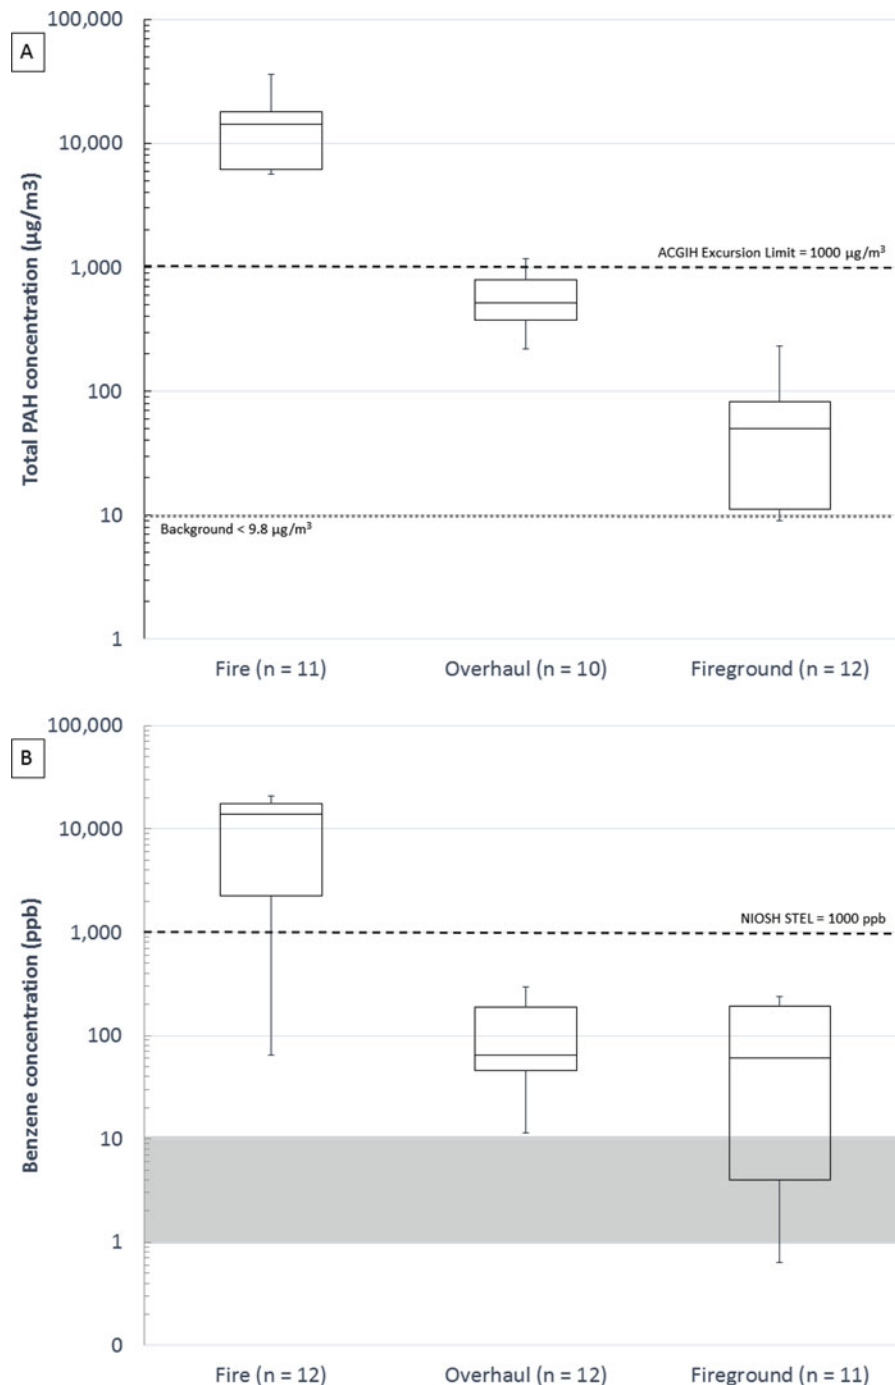 A
Total PAH concentration (µg/m3)
100,000
10,000
1,000
100
10
1
ACGIH Excursion Limit = 1000 µg/m³
Background < 9.8 µg/m³
Fire (n = 11)
Overhaul (n = 10)
Fireground (n = 12)
B
Benzene concentration (ppb)
100,000
10,000
1,000
100
10
1
0
NIOSH STEL = 1000 ppb
Fire (n = 12)
Overhaul (n = 12)
Fireground (n = 11)